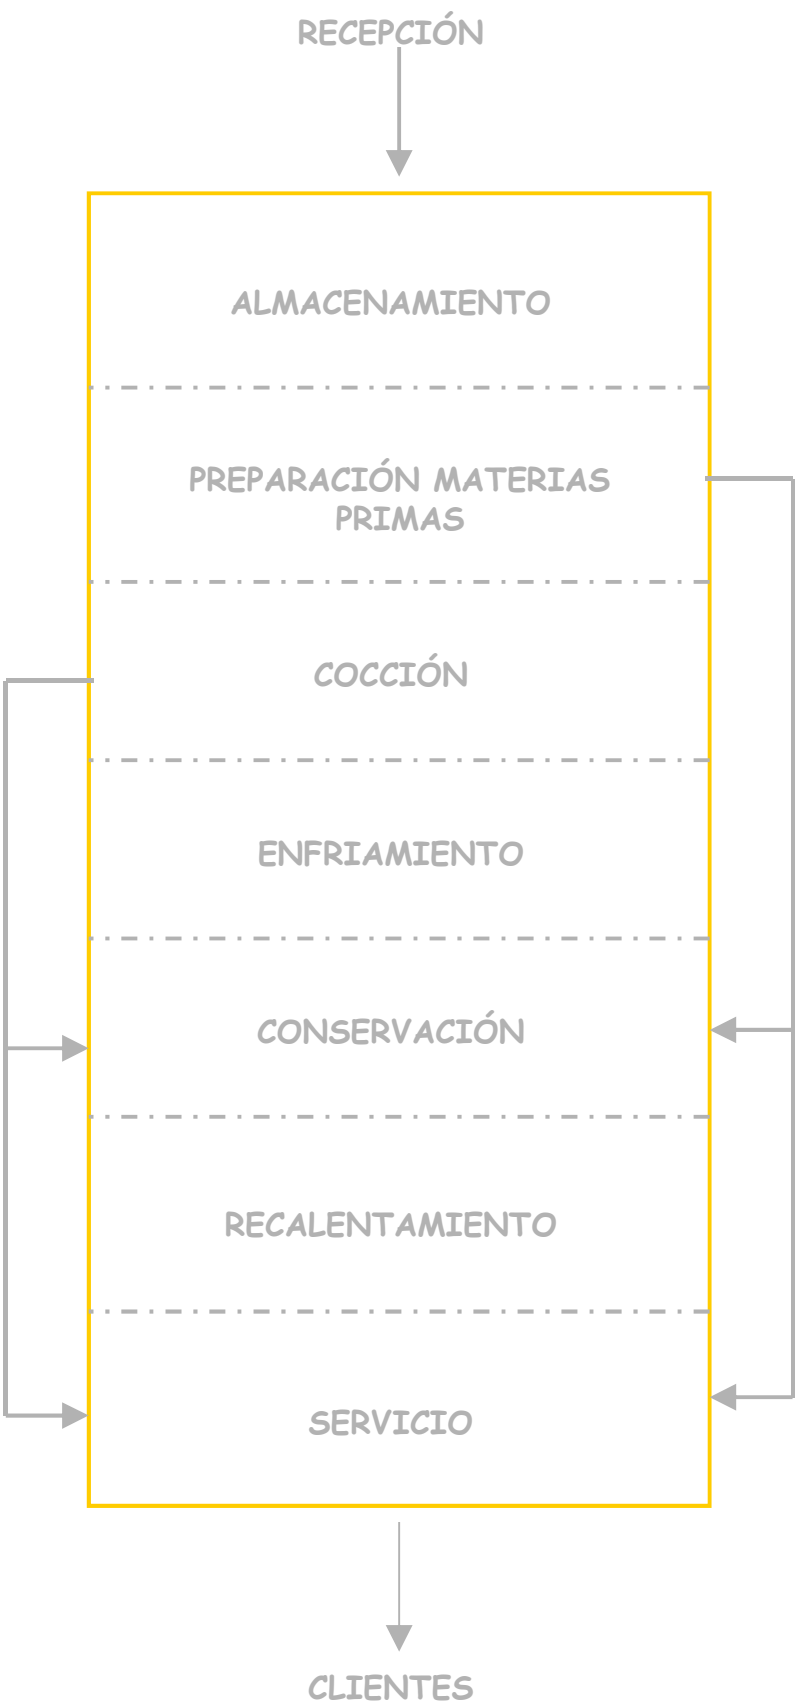 RECEPCIÓN
ALMACENAMIENTO
PREPARACIÓN MATERIAS
PRIMAS
COCCIÓN
ENFRIAMIENTO
CONSERVACIÓN
RECALENTAMIENTO
SERVICIO
CLIENTES